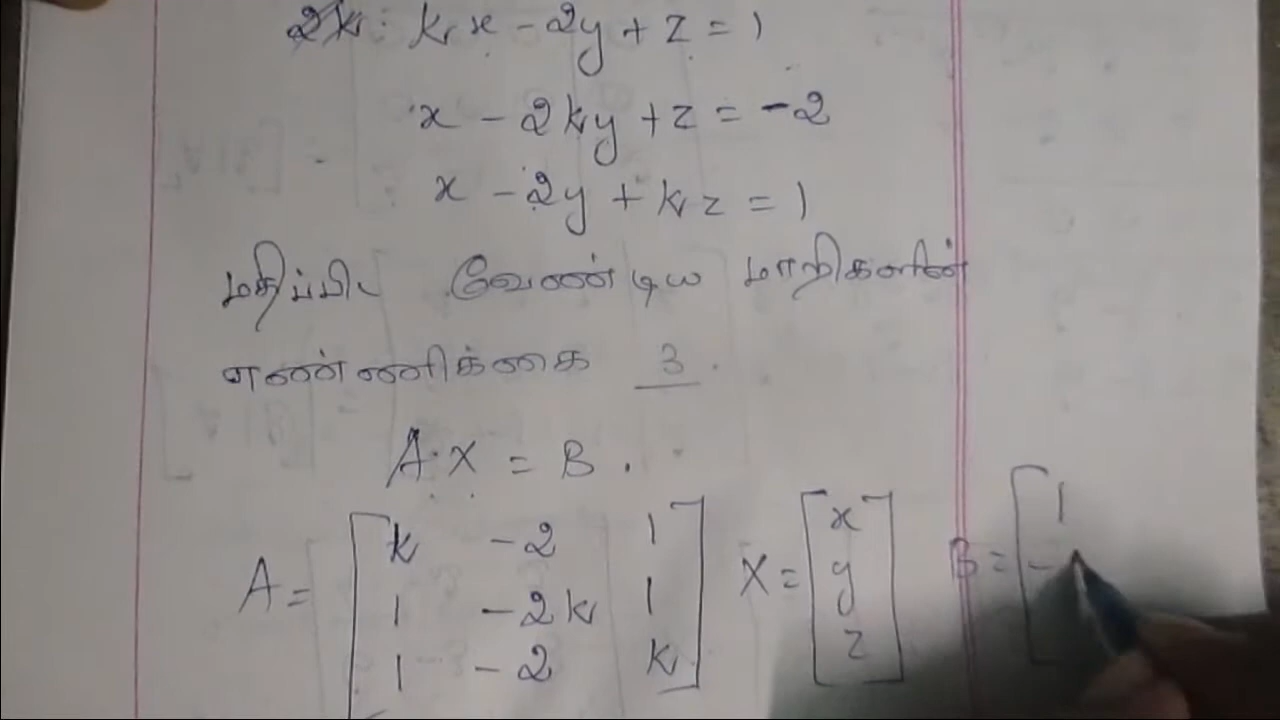 2k: kx - 2y + z = 1
x - 2ky + z = -2
x - 2y + kz = 1
மதிப்பிட வேண்டிய மாறிகளின்
எண்ணிக்கை 3.
A·X = B.
A = [k -2 1 X = [x B = [1
1 -2k 1 y -
1 -2 k] z]